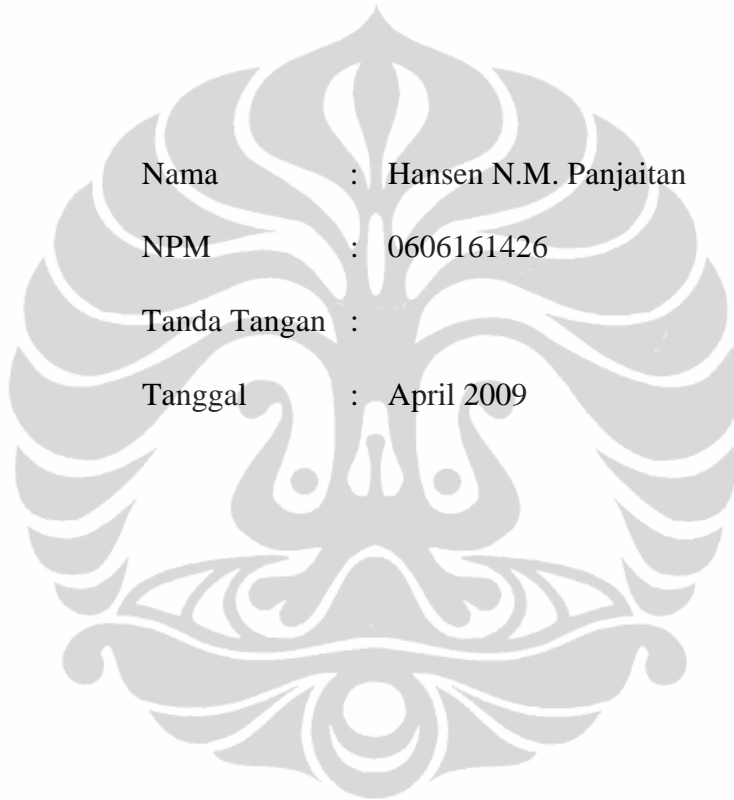 Nama : Hansen N.M. Panjaitan
NPM : 0606161426
Tanda Tangan :
Tanggal : April 2009